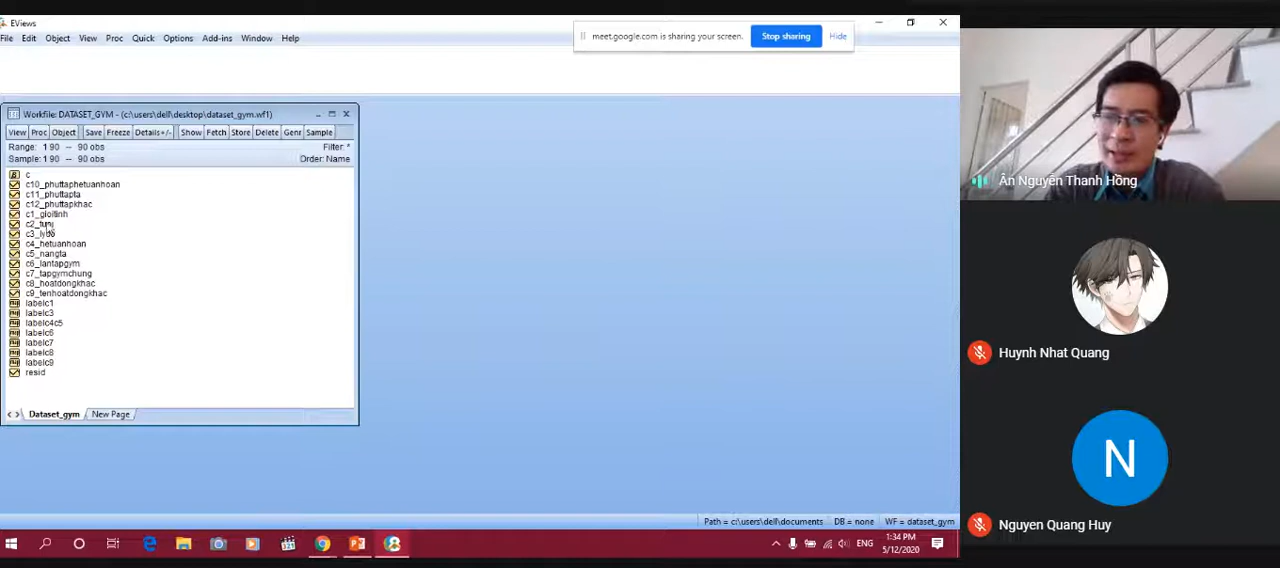 EViews
File Edit Object View Proc Quick Options Add-ins Window Help
meet.google.com is sharing your screen. Stop sharing Hide
Workfile: DATASET_GYM - (c:\users\dell\desktop\dataset_gym.wf1)
View Proc Object Save Freeze Details+/- Show Fetch Store Delete Genr Sample
Range: 1 90 -- 90 obs Filter: *
Sample: 1 90 -- 90 obs Order: Name
c
c10_phuttaphetuanhoan
c11_phuttapta
c12_phuttapkhac
c1_gioitinh
c4_hetuanhoan
c5_nangta
c6_lantapgym
c7_tapgymchung
c8_hoatdongkhac
c9_tenhoatdongkhac
labelc1
labelc3
labelc4c5
labelc6
labelc7
labelc8
labelc9
resid
Dataset_gym New Page
Path = c:\users\dell\documents DB = none WF = dataset_gym
ENG
1:34 PM
5/12/2020
Ân Nguyễn Thanh Hồng
Huynh Nhat Quang
N
Nguyen Quang Huy